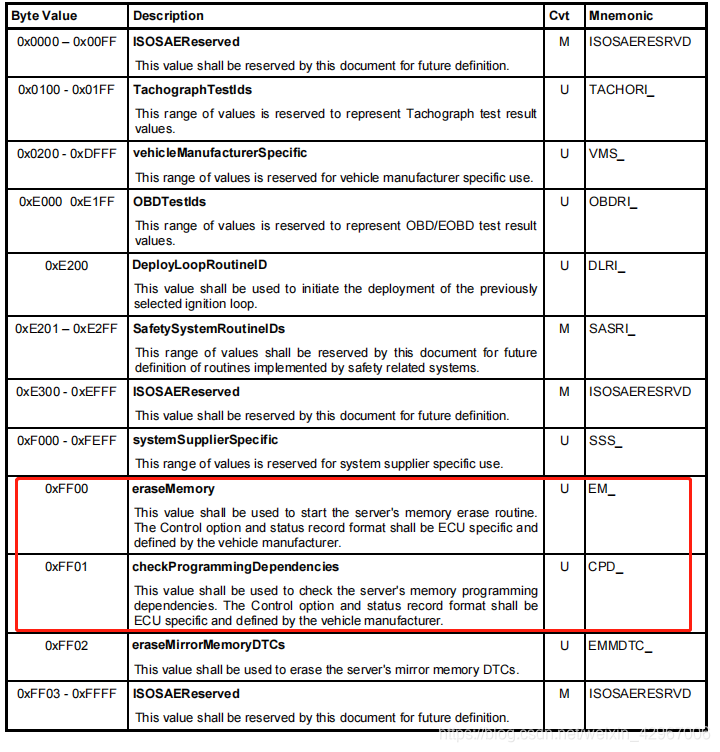 Byte Value Description Cvt Mnemonic
0x0000 – 0x00FF ISOSAEReserved M ISOSAERESRVD
This value shall be reserved by this document for future definition.
0x0100 - 0x01FF TachographTestIds U TACHORI_
This range of values is reserved to represent Tachograph test result
values.
0x0200 - 0xDFFF vehicleManufacturerSpecific U VMS_
This range of values is reserved for vehicle manufacturer specific use.
0xE000 0xE1FF OBDTestIds U OBDRI_
This range of values is reserved to represent OBD/EOBD test result
values.
0xE200 DeployLoopRoutineID U DLRI_
This value shall be used to initiate the deployment of the previously
selected ignition loop.
0xE201 – 0xE2FF SafetySystemRoutineIDs M SASRI_
This range of values shall be reserved by this document for future
definition of routines implemented by safety related systems.
0xE300 - 0xEFFF ISOSAEReserved M ISOSAERESRVD
This value shall be reserved by this document for future definition.
0xF000 - 0xFEFF systemSupplierSpecific U SSS_
This range of values is reserved for system supplier specific use.
0xFF00 eraseMemory U EM_
This value shall be used to start the server's memory erase routine.
The Control option and status record format shall be ECU specific and
defined by the vehicle manufacturer.
0xFF01 checkProgrammingDependencies U CPD_
This value shall be used to check the server's memory programming
dependencies. The Control option and status record format shall be
ECU specific and defined by the vehicle manufacturer.
0xFF02 eraseMirrorMemoryDTCs U EMMDTC_
This value shall be used to erase the server's mirror memory DTCs.
0xFF03 - 0xFFFF ISOSAEReserved M ISOSAERESRVD
This value shall be reserved by this document for future definition.